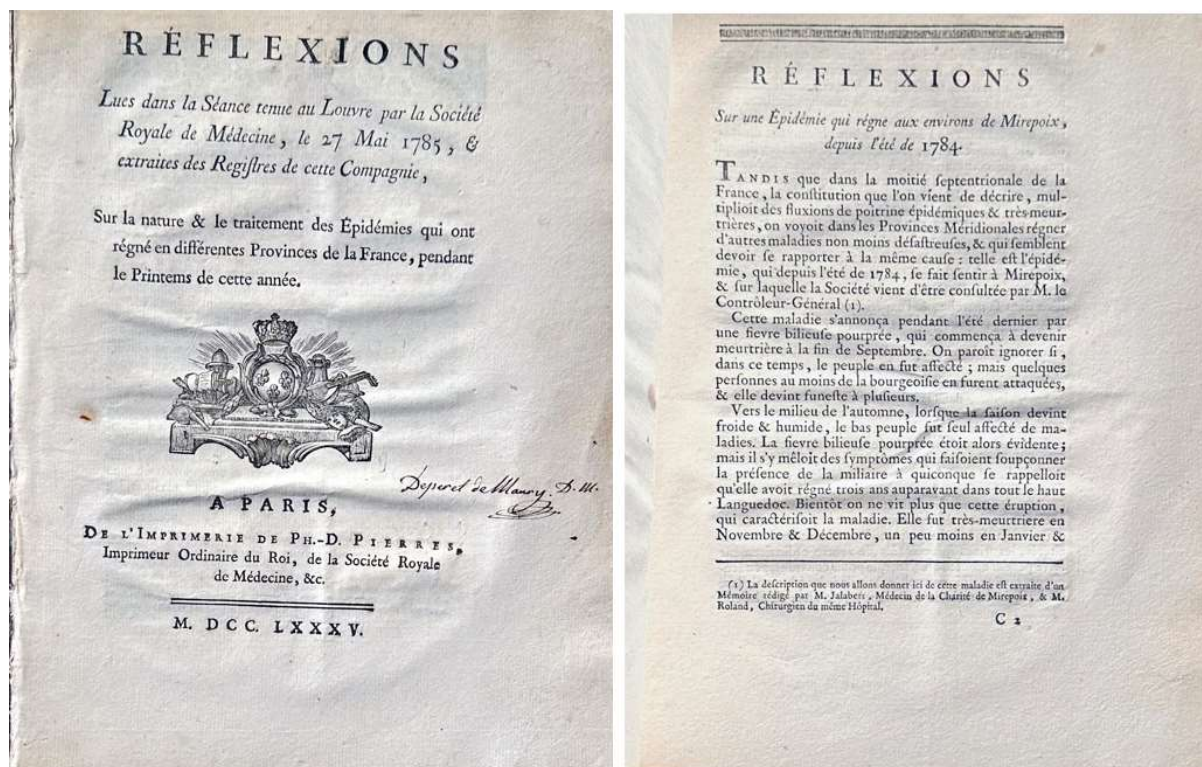 RÉFLEXIONS
Lues dans la Séance tenue au Louvre par la Société
Royale de Médecine, le 27 Mai 1785, &
extraites des Regiſtres de cette Compagnie,
Sur la nature & le traitement des Épidémies qui ont
régné en différentes Provinces de la France, pendant
le Printems de cette année.
Deperet de Maury. D. M.
A PARIS,
DE L'IMPRIMERIE DE PH.-D. PIERRES,
Imprimeur Ordinaire du Roi, de la Société Royale
de Médecine, &c.
M. DCC. LXXXV.
RÉFLEXIONS
Sur une Épidémie qui régne aux environs de Mirepoix,
depuis l'été de 1784.
TANDIS que dans la moitié ſeptentrionale de la
France, la conſtitution que l'on vient de décrire, mul-
tiplioit des fluxions de poitrine épidémiques & très-meur-
trières, on voyoit dans les Provinces Méridionales régner
d'autres maladies non moins déſaſtreuſes, & qui ſemblent
devoir ſe rapporter à la même cauſe : telle eſt l'épidé-
mie, qui depuis l'été de 1784, ſe fait ſentir à Mirepoix,
& ſur laquelle la Société vient d'être conſultée par M. le
Contrôleur-Général (1).
Cette maladie s'annonça pendant l'été dernier par
une fievre bilieuſe pourprée, qui commença à devenir
meurtrière à la fin de Septembre. On paroît ignorer ſi,
dans ce temps, le peuple en fut affecté ; mais quelques
perſonnes au moins de la bourgeoiſie en furent attaquées,
& elle devint funeſte à pluſieurs.
Vers le milieu de l'automne, lorſque la ſaiſon devint
froide & humide, le bas peuple fut ſeul affecté de ma-
ladies. La fievre bilieuſe pourprée étoit alors évidente ;
mais il s'y mêloit des ſymptômes qui faiſoient ſoupçonner
la préſence de la miliaire à quiconque ſe rappelloit
qu'elle avoit régné trois ans auparavant dans tout le haut
Languedoc. Bientôt on ne vit plus que cette éruption,
qui caractériſoit la maladie. Elle fut très-meurtriere en
Novembre & Décembre, un peu moins en Janvier &
(1) La deſcription que nous allons donner ici de cette maladie eſt extraite d'un
Mémoire rédigé par M. Jalabert, Médecin de la Charité de Mirepoix, & M.
Roland, Chirurgien du même Hôpital.
C 2